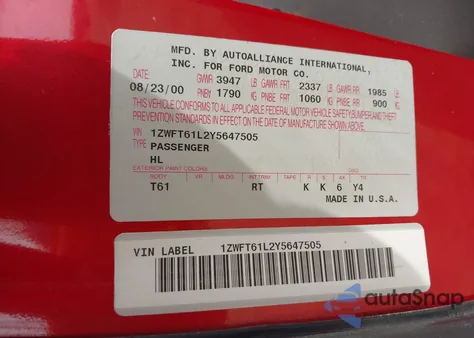 MFD. BY AUTOALLIANCE INTERNATIONAL,
INC. FOR FORD MOTOR CO.
DATE: GVWR 3947 LB GAWR FRT 2337 LB GAWR RR 1985 LB
08/23/00 PNBE 1790 KG PNBE 1060 KG PNBE 900 KG
THIS VEHICLE CONFORMS TO ALL APPLICABLE FEDERAL MOTOR VEHICLE SAFETY, BUMPER AND THEFT
PREVENTION STANDARDS IN EFFECT ON THE DATE OF MANUFACTURE SHOWN ABOVE.
VIN: 1ZWFT61L2Y5647505
TYPE: PASSENGER
HL
EXTERIOR PAINT COLORS:
BODY VR MLDG INT TRIM TAPE R S AX TR
T61 RT K K 6 Y4
MADE IN U.S.A.
VIN LABEL 1ZWFT61L2Y5647505
autaSnap